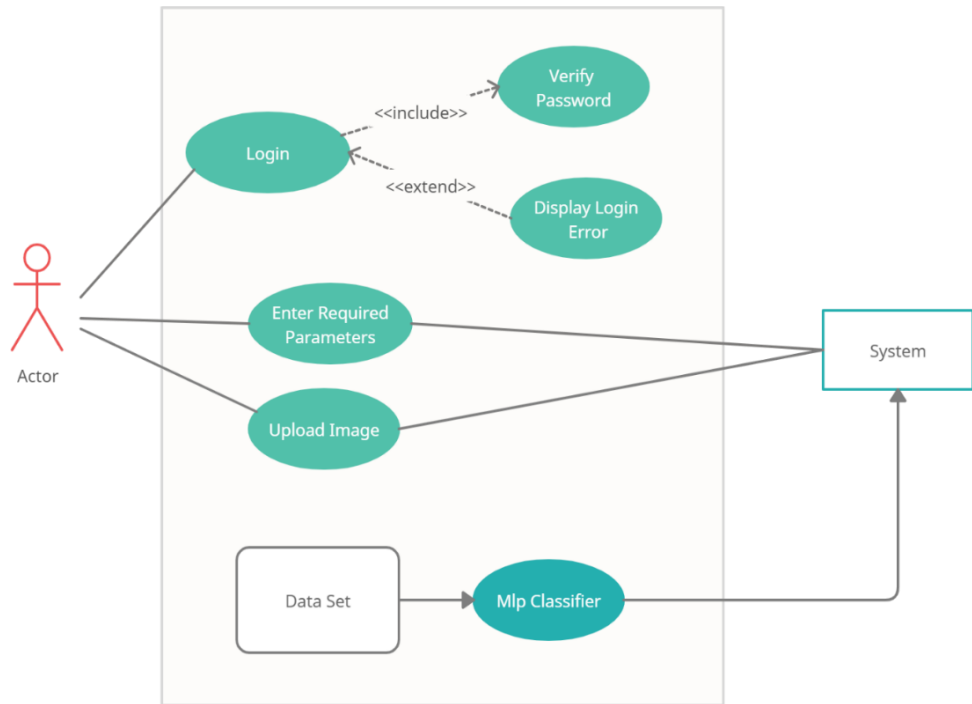 Verify
Password
<<include>>
Login
<<extend>>
Display Login
Error
Enter Required
Parameters
System
Actor
Upload Image
Data Set
Mlp Classifier